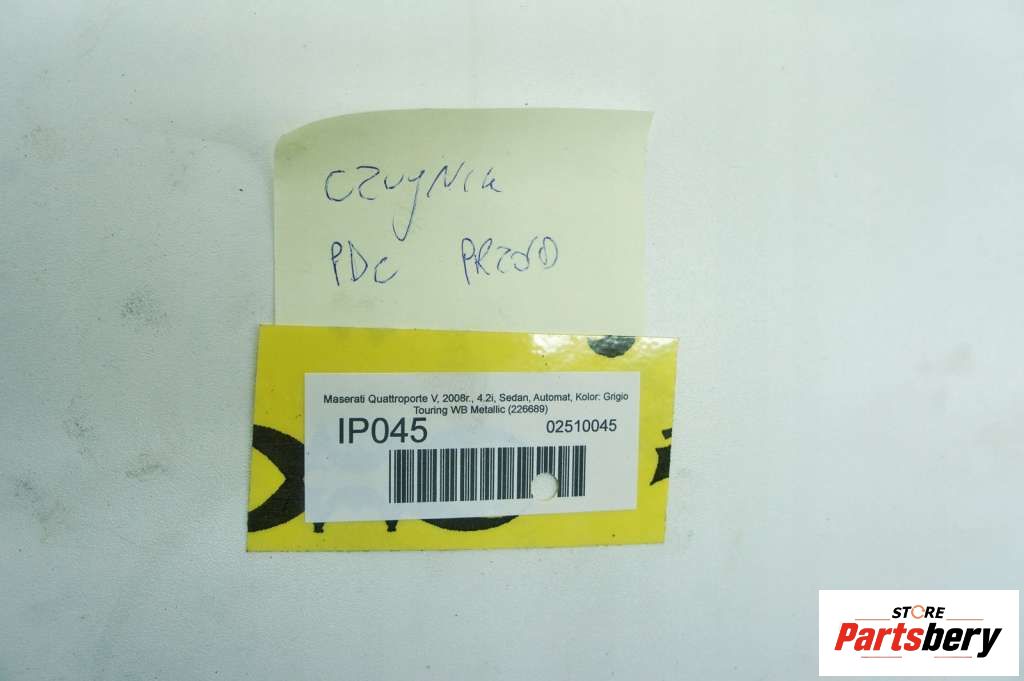 czujnik
PDC PRZÓD
Maserati Quattroporte V, 2008r., 4.2i, Sedan, Automat, Kolor: Grigio
Touring WB Metallic (226689)
IP045 02510045
STORE
Partsbery